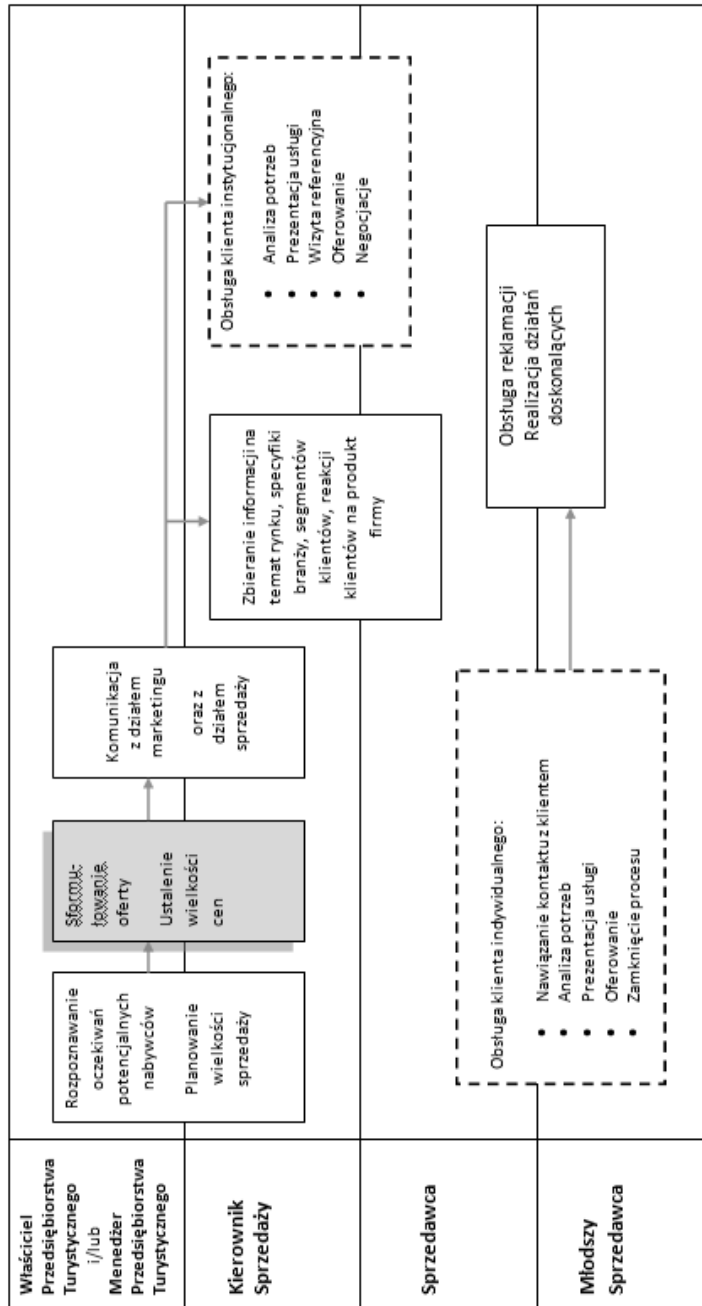 Właściciel
Przedsiębiorstwa
Turystycznego
i/lub
Menedżer
Przedsiębiorstwa
Turystycznego
Rozpoznawanie
oczekiwań
potencjalnych
nabywców
Planowanie
wielkości
sprzedaży
Sformu-
łowanie
oferty
Ustalenie
wielkości
cen
Komunikacja
z działem
marketingu
oraz z
działem
sprzedaży
Kierownik
Sprzedaży
Zbieranie informacji na
temat rynku, specyfiki
branży, segmentów
klientów, reakcji
klientów na produkt
firmy
Obsługa klienta instytucjonalnego:
• Analiza potrzeb
• Prezentacja usługi
• Wizyta referencyjna
• Oferowanie
• Negocjacje
Sprzedawca
Młodszy
Sprzedawca
Obsługa klienta indywidualnego:
• Nawiązanie kontaktu z klientem
• Analiza potrzeb
• Prezentacja usługi
• Oferowanie
• Zamknięcie procesu
Obsługa reklamacji
Realizacja działań
doskonalących